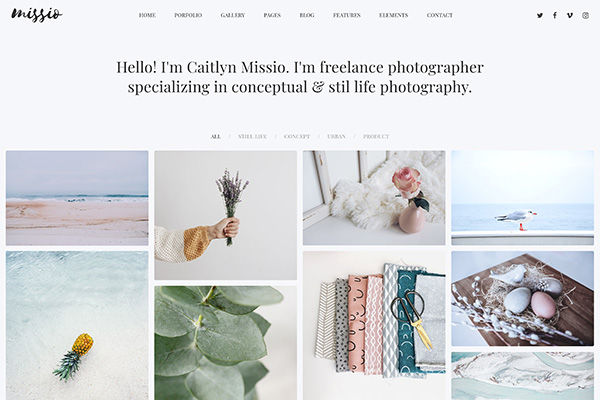 missio
HOME PORFOLIO GALLERY PAGES BLOG FEATURES ELEMENTS CONTACT
Hello! I'm Caitlyn Missio. I'm freelance photographer
specializing in conceptual & stil life photography.
ALL / STILL LIFE / CONCEPT / URBAN / PRODUCT